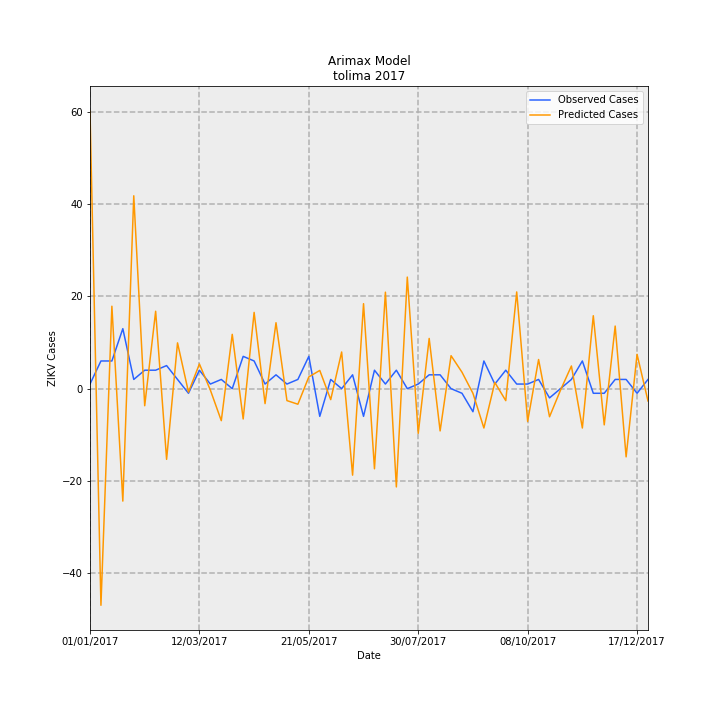 Arimax Model
tolima 2017
Observed Cases
Predicted Cases
ZIKV Cases
60
40
20
0
−20
−40
01/01/2017
12/03/2017
21/05/2017
30/07/2017
08/10/2017
17/12/2017
Date